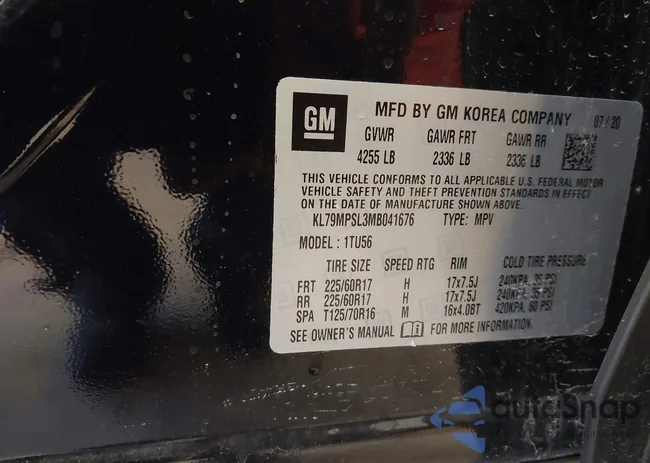 GM
MFD BY GM KOREA COMPANY 07/20
GVWR GAWR FRT GAWR RR
4255 LB 2336 LB 2336 LB
THIS VEHICLE CONFORMS TO ALL APPLICABLE U.S. FEDERAL MOTOR
VEHICLE SAFETY AND THEFT PREVENTION STANDARDS IN EFFECT
ON THE DATE OF MANUFACTURE SHOWN ABOVE.
KL79MPSL3MB041676 TYPE: MPV
MODEL: 1TU56
TIRE SIZE SPEED RTG RIM COLD TIRE PRESSURE
FRT 225/60R17 H 17x7.5J 240KPA, 35 PSI
RR 225/60R17 H 17x7.5J 240KPA, 35 PSI
SPA T125/70R16 M 16x4.0BT 420KPA, 60 PSI
SEE OWNER'S MANUAL FOR MORE INFORMATION.
autoSnap